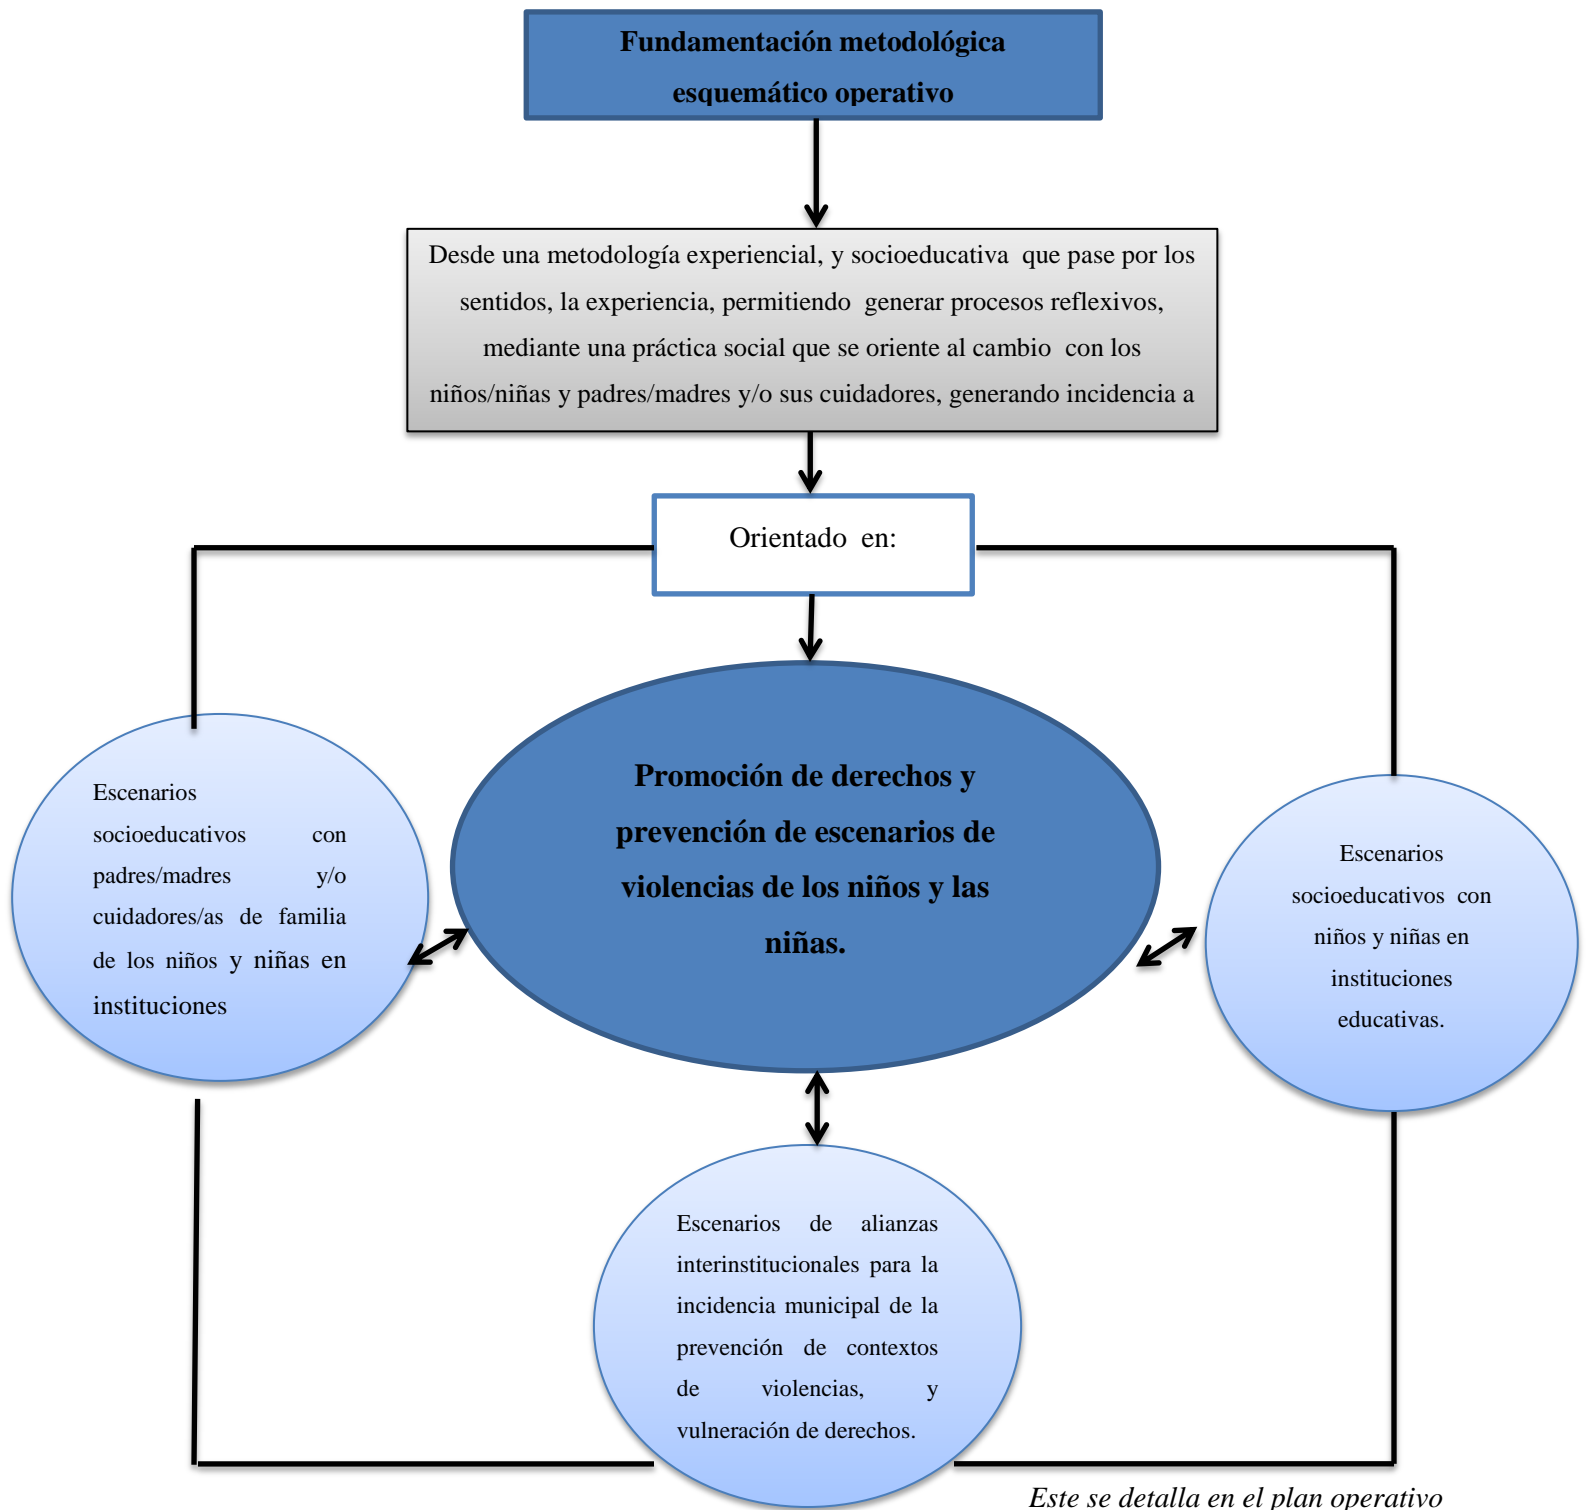 Fundamentación metodológica
esquemático operativo
Desde una metodología experiencial, y socioeducativa que pase por los
sentidos, la experiencia, permitiendo generar procesos reflexivos,
mediante una práctica social que se oriente al cambio con los
niños/niñas y padres/madres y/o sus cuidadores, generando incidencia a
Orientado en:
Promoción de derechos y
prevención de escenarios de
violencias de los niños y las
niñas.
Escenarios
socioeducativos con
padres/madres y/o
cuidadores/as de familia
de los niños y niñas en
instituciones
Escenarios
socioeducativos con
niños y niñas en
instituciones
educativas.
Escenarios de alianzas
interinstitucionales para la
incidencia municipal de la
prevención de contextos
de violencias, y
vulneración de derechos.
Este se detalla en el plan operativo